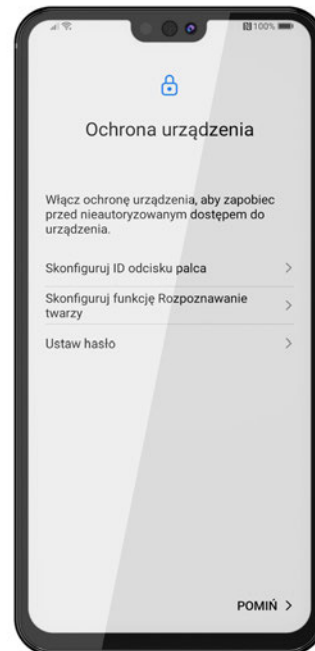 100%
Ochrona urządzenia
Włącz ochronę urządzenia, aby zapobiec
przed nieautoryzowanym dostępem do
urządzenia.
Skonfiguruj ID odcisku palca
Skonfiguruj funkcję Rozpoznawanie
twarzy
Ustaw hasło
POMIŃ